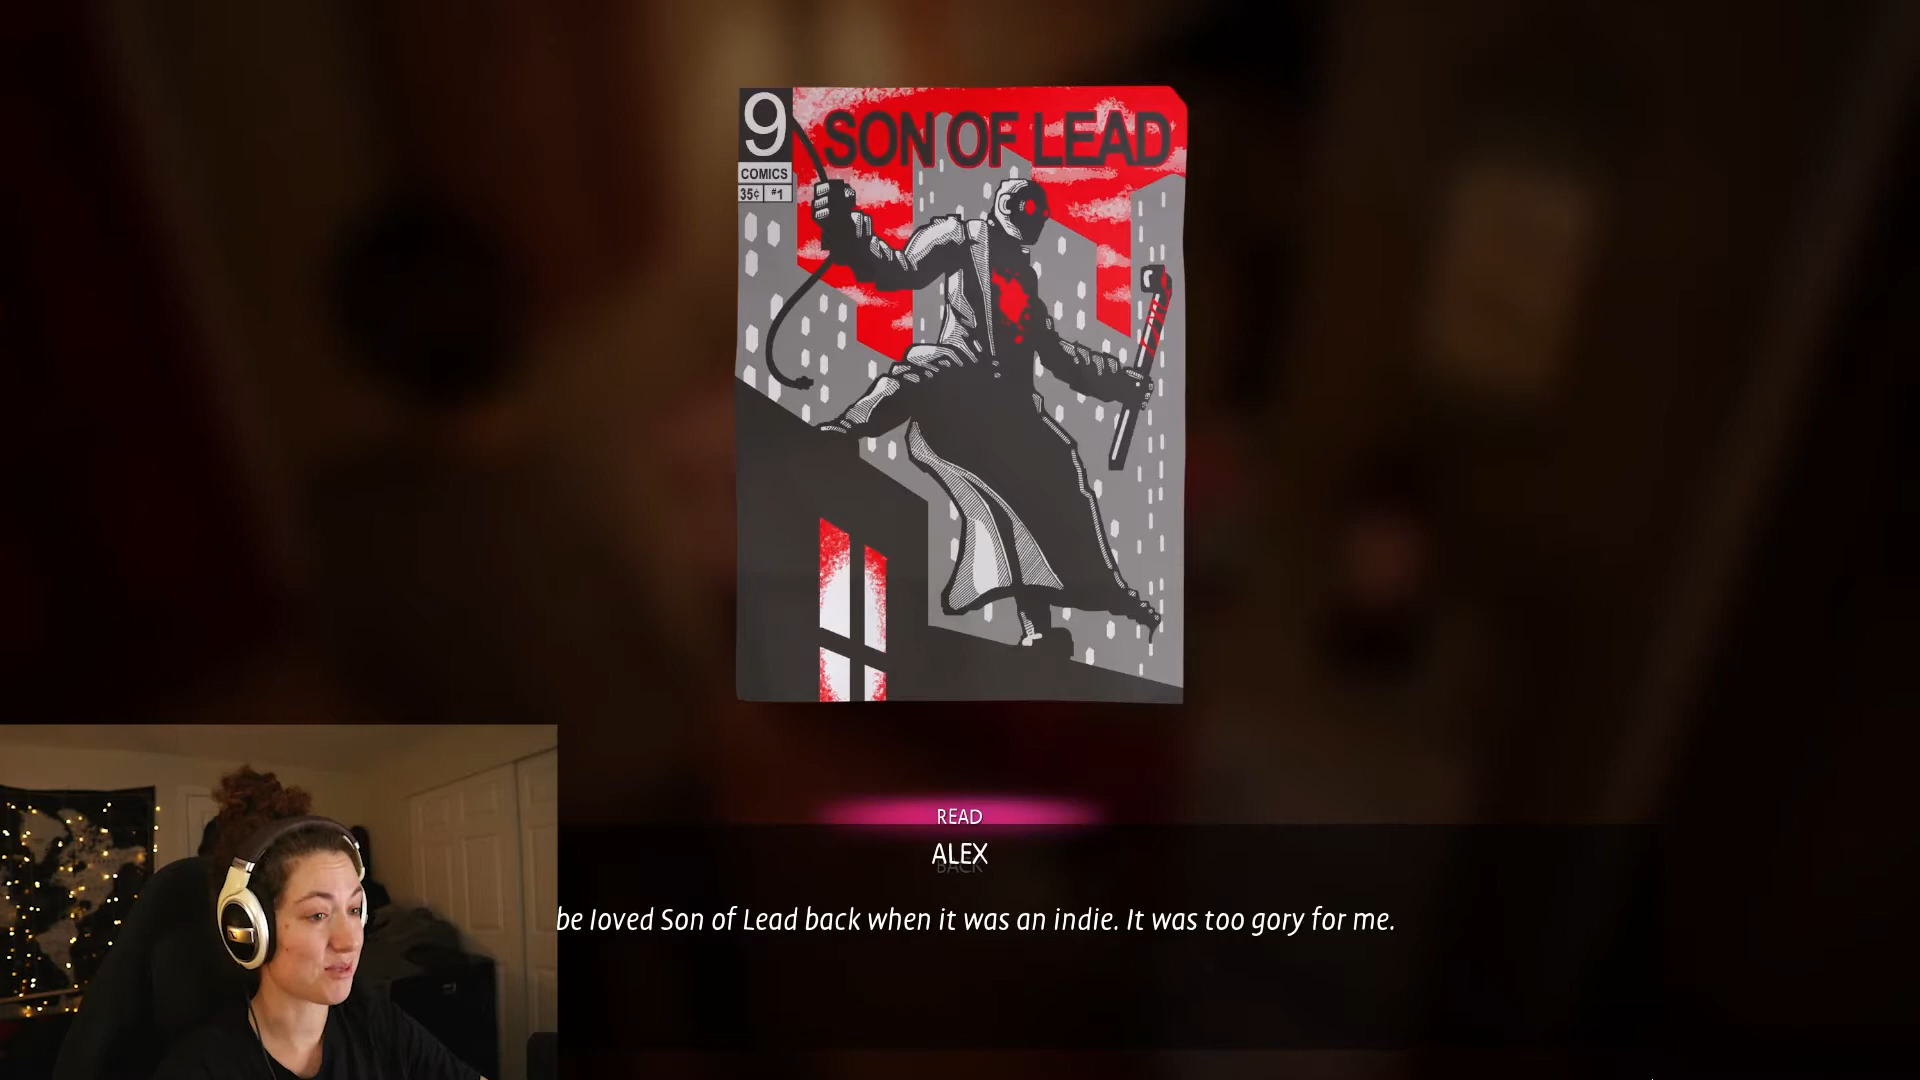 9
SON OF LEAD
COMICS
35¢ #1
READ
ALEX
BACK
be loved Son of Lead back when it was an indie. It was too gory for me.